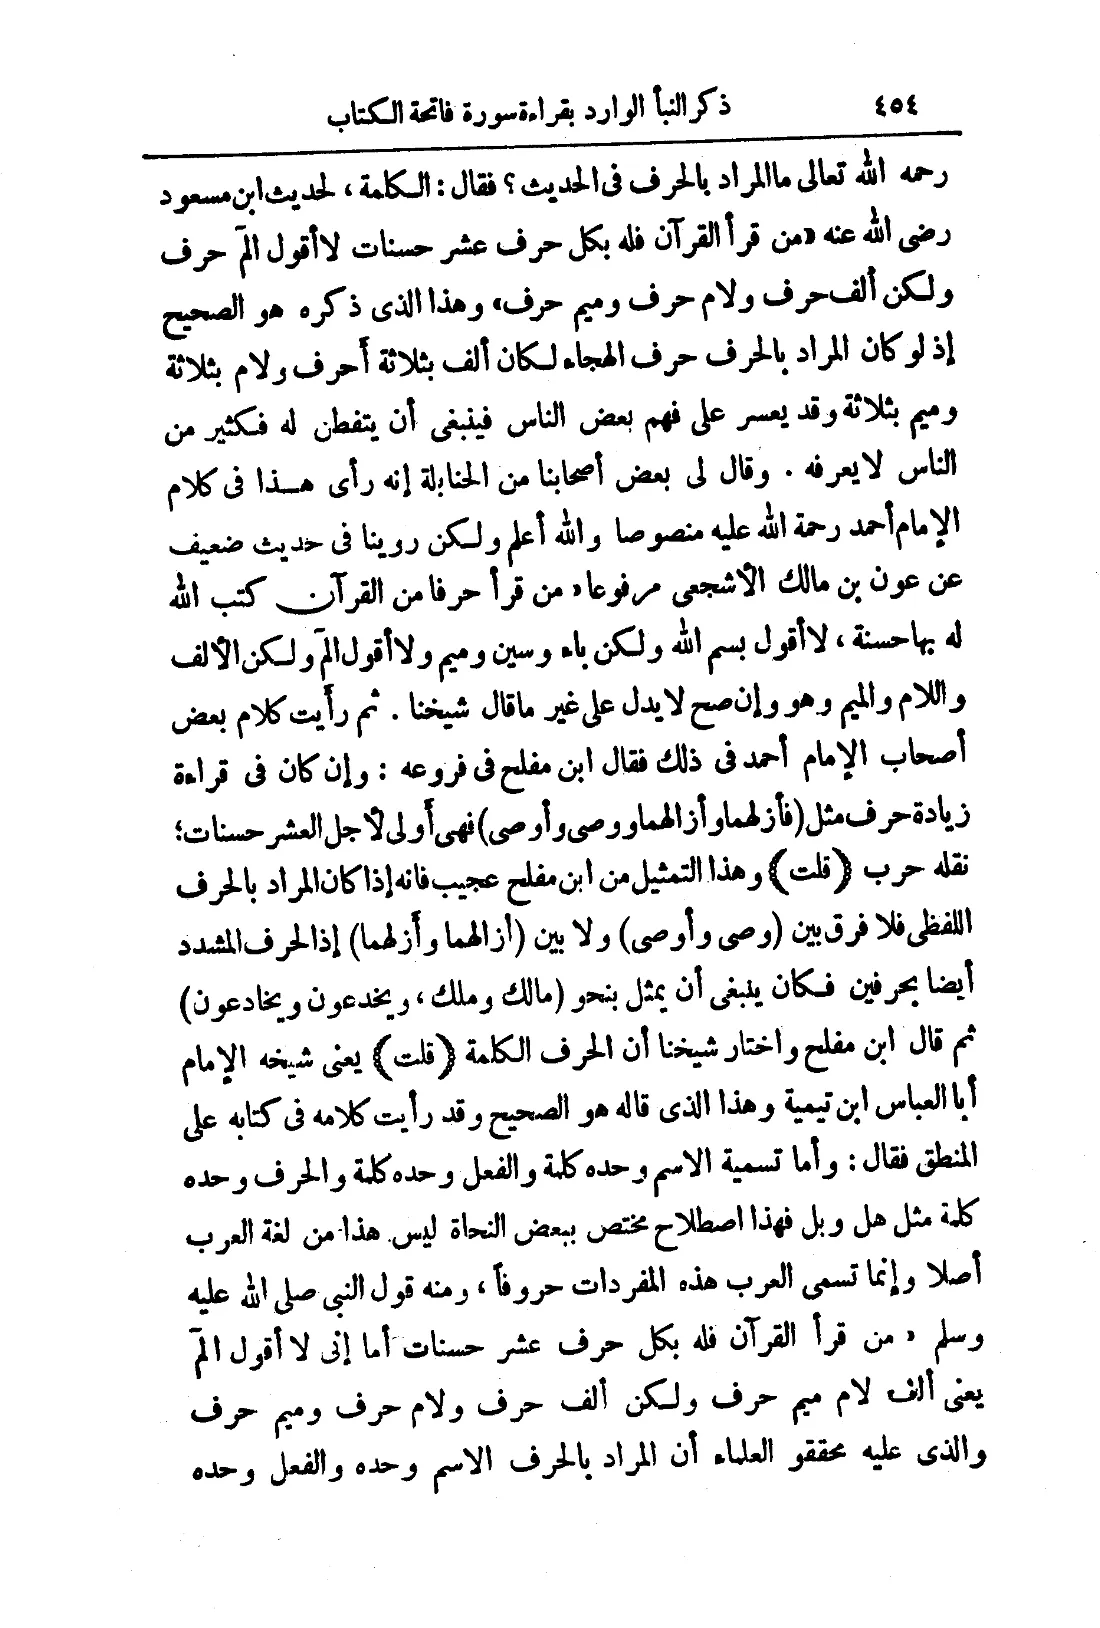 ٤٥٤ ذكر النبأ الوارد بقراءة سورة فاتحة الكتاب
رحمه الله تعالى ما المراد بالحرف فى الحديث؟ فقال: الكلمة، لحديث ابن مسعود
رضى الله عنه «من قرأ القرآن فله بكل حرف عشر حسنات لا أقول الم حرف
ولكن ألف حرف ولام حرف وميم حرف» وهذا الذى ذكره هو الصحيح
إذ لو كان المراد بالحرف حرف الهجاء لكان ألف بثلاثة أحرف ولام بثلاثة
وميم بثلاثة وقد يعسر على فهم بعض الناس فينبغى أن يتفطن له فكثير من
الناس لا يعرفه . وقال لى بعض أصحابنا من الحنابلة إنه رأى هذا فى كلام
الإمام أحمد رحمة الله عليه منصوصا والله أعلم ولكن روينا فى حديث ضعيف
عن عون بن مالك الأشجعى مرفوعا «من قرأ حرفا من القرآن كتب الله
له بها حسنة، لا أقول بسم الله ولكن باء وسين وميم ولا أقول الٓم ولكن الألف
واللام والميم وهو وإن صح لا يدل على غير ما قال شيخنا . ثم رأيت كلام بعض
أصحاب الإمام أحمد فى ذلك فقال ابن مفلح فى فروعه : وإن كان فى قراءة
زيادة حرف مثل (فأزلهما وأزالهما ووصى وأوصى) فهى أولى لأجل العشر حسنات؛
نقله حرب (قلت) وهذا التمثيل من ابن مفلح عجيب فانه إذا كان المراد بالحرف
اللفظى فلا فرق بين (وصى وأوصى) ولا بين (أزالهما وأزلهما) إذ الحرف المشدد
أيضا بحرفين فكان ينبغى أن يمثل بنحو (مالك وملك، ويخدعون ويخادعون)
ثم قال ابن مفلح واختار شيخنا أن الحرف الكلمة (قلت) يعنى شيخه الإمام
أبا العباس ابن تيمية وهذا الذى قاله هو الصحيح وقد رأيت كلامه فى كتابه على
المنطق فقال : وأما تسمية الاسم وحده كلمة والفعل وحده كلمة والحرف وحده
كلمة مثل هل وبل فهذا اصطلاح مختص ببعض النحاة ليس هذا من لغة العرب
أصلا وإنما تسمى العرب هذه المفردات حروفاً، ومنه قول النبى صلى الله عليه
وسلم «من قرأ القرآن فله بكل حرف عشر حسنات أما إنى لا أقول الٓم
يعنى ألف لام ميم حرف ولكن ألف حرف ولام حرف وميم حرف
والذى عليه محققو العلماء أن المراد بالحرف الاسم وحده والفعل وحده